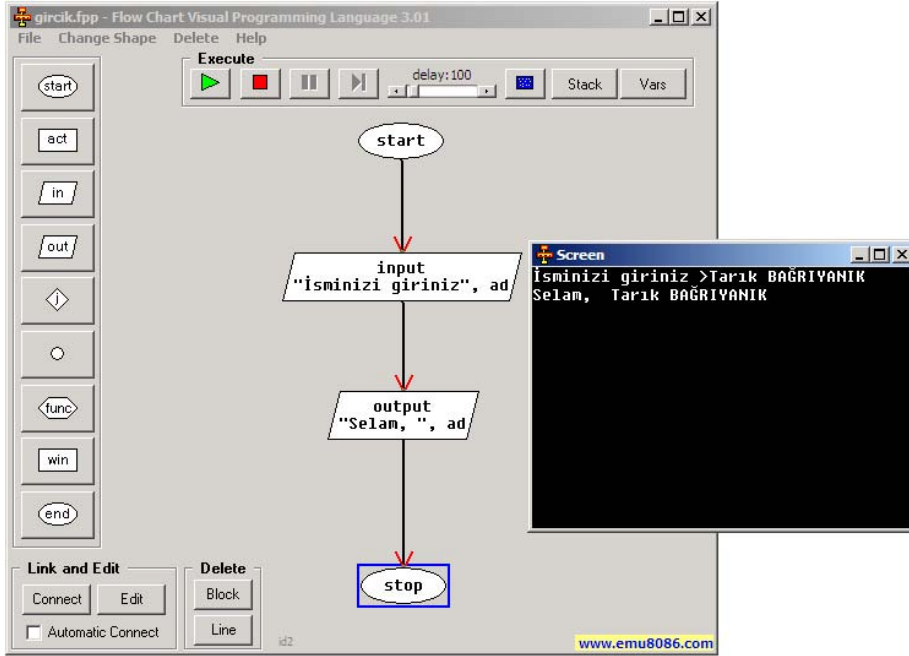 gircik.fpp - Flow Chart Visual Programming Language 3.01
File Change Shape Delete Help
Execute
delay:100
Stack
Vars
start
act
in
out
i
func
win
end
start
input
"İsminizi giriniz", ad
output
"Selam, ", ad
stop
Screen
İsminizi giriniz >Tarık BAĞRIYANIK
Selam,  Tarık BAĞRIYANIK
Link and Edit
Connect
Edit
Automatic Connect
Delete
Block
Line
id2
www.emu8086.com